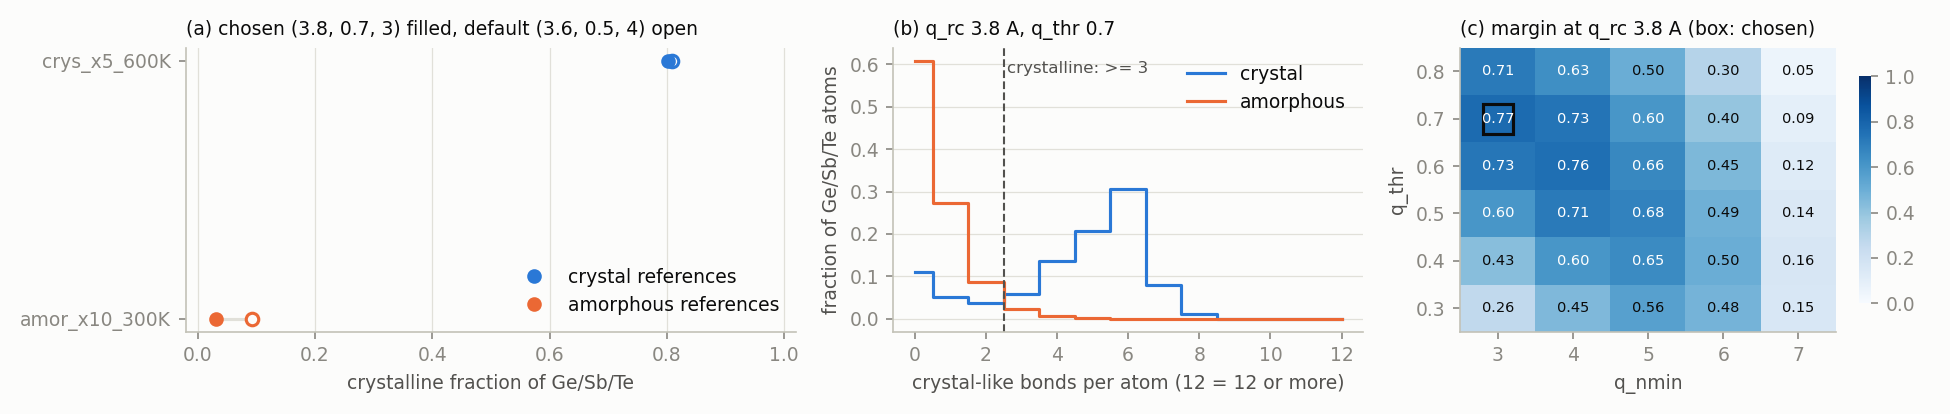 (a) chosen (3.8, 0.7, 3) filled, default (3.6, 0.5, 4) open
crys_x5_600K
amor_x10_300K
crystal references
amorphous references
0.0 0.2 0.4 0.6 0.8 1.0
crystalline fraction of Ge/Sb/Te
(b) q_rc 3.8 A, q_thr 0.7
crystalline: >= 3
crystal
amorphous
fraction of Ge/Sb/Te atoms
0.6
0.5
0.4
0.3
0.2
0.1
0.0
0 2 4 6 8 10 12
crystal-like bonds per atom (12 = 12 or more)
(c) margin at q_rc 3.8 A (box: chosen)
q_thr
0.8 0.71 0.63 0.50 0.30 0.05
0.7 0.77 0.73 0.60 0.40 0.09
0.6 0.73 0.76 0.66 0.45 0.12
0.5 0.60 0.71 0.68 0.49 0.14
0.4 0.43 0.60 0.65 0.50 0.16
0.3 0.26 0.45 0.56 0.48 0.15
3 4 5 6 7
q_nmin
1.0
0.8
0.6
0.4
0.2
0.0